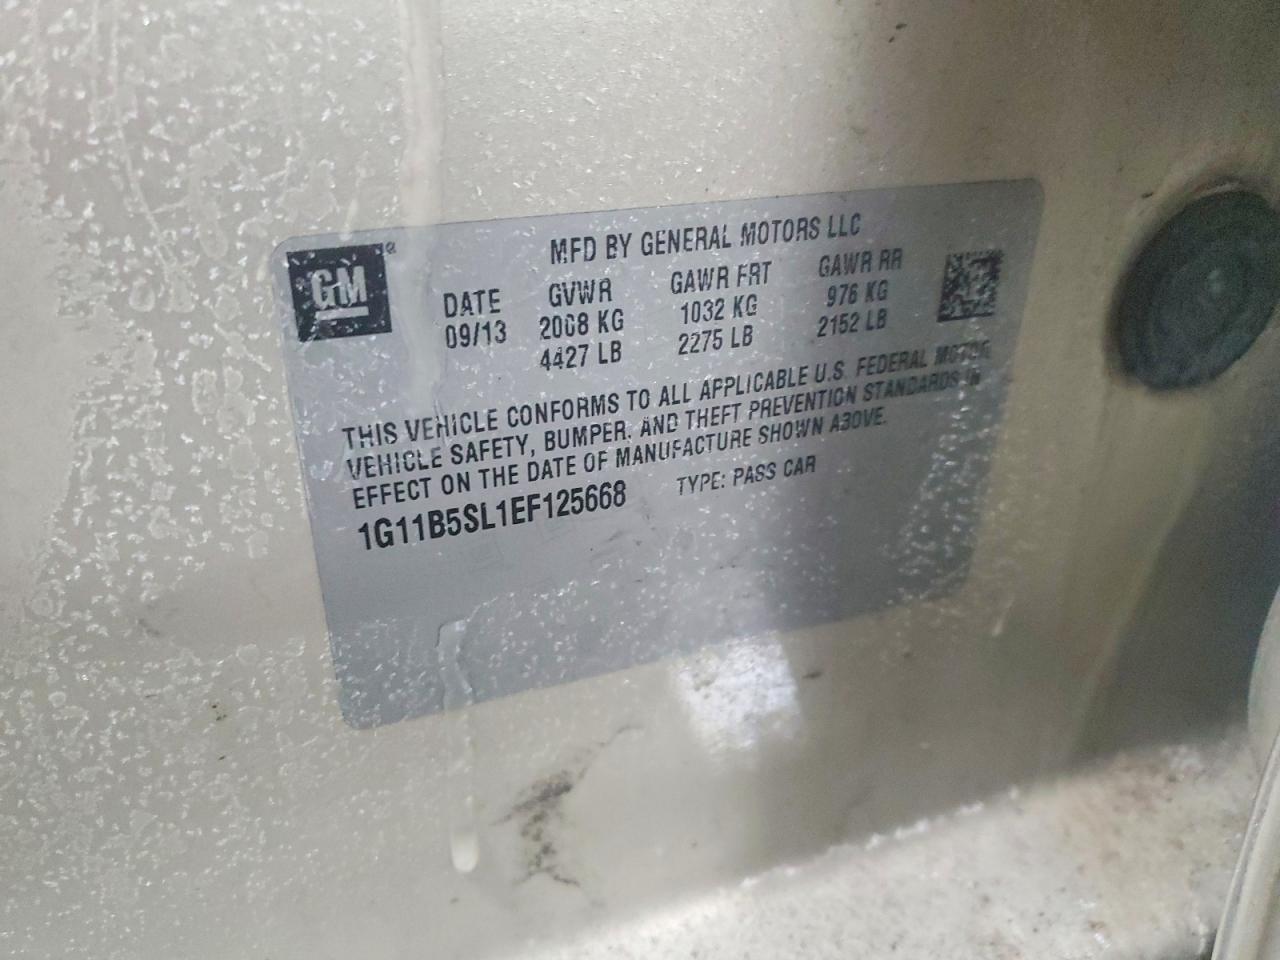 GM
MFD BY GENERAL MOTORS LLC
DATE GVWR GAWR FRT GAWR RR
09/13 2008 KG 1032 KG 976 KG
4427 LB 2275 LB 2152 LB
THIS VEHICLE CONFORMS TO ALL APPLICABLE U.S. FEDERAL MOTOR
VEHICLE SAFETY, BUMPER, AND THEFT PREVENTION STANDARDS IN
EFFECT ON THE DATE OF MANUFACTURE SHOWN ABOVE.
1G11B5SL1EF125668 TYPE: PASS CAR